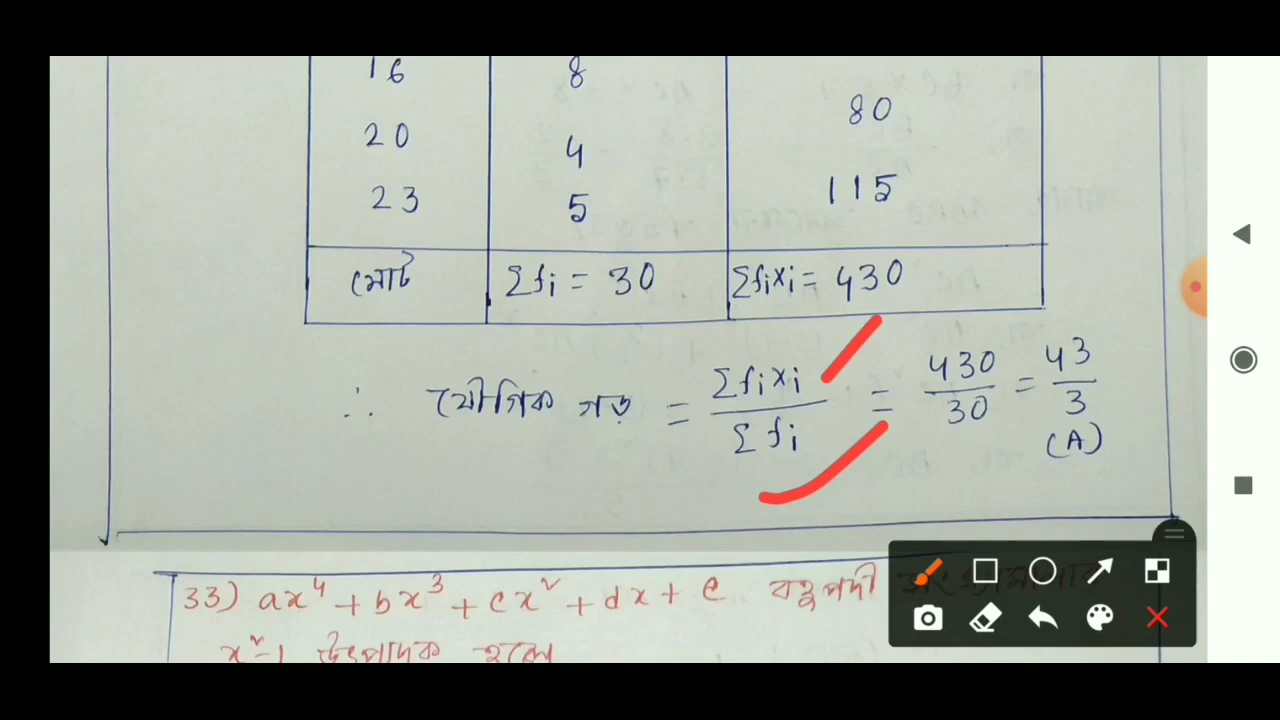 16 8
80
20 4
23 5 115
মোট Σfi = 30 Σfixi = 430
∴ যৌগিক গড় = Σfixi / Σfi = 430 / 30 = 43 / 3
(A)
33) ax⁴ + bx³ + cx² + dx + e বহুপদী
x²-1 উৎপাদক হলে